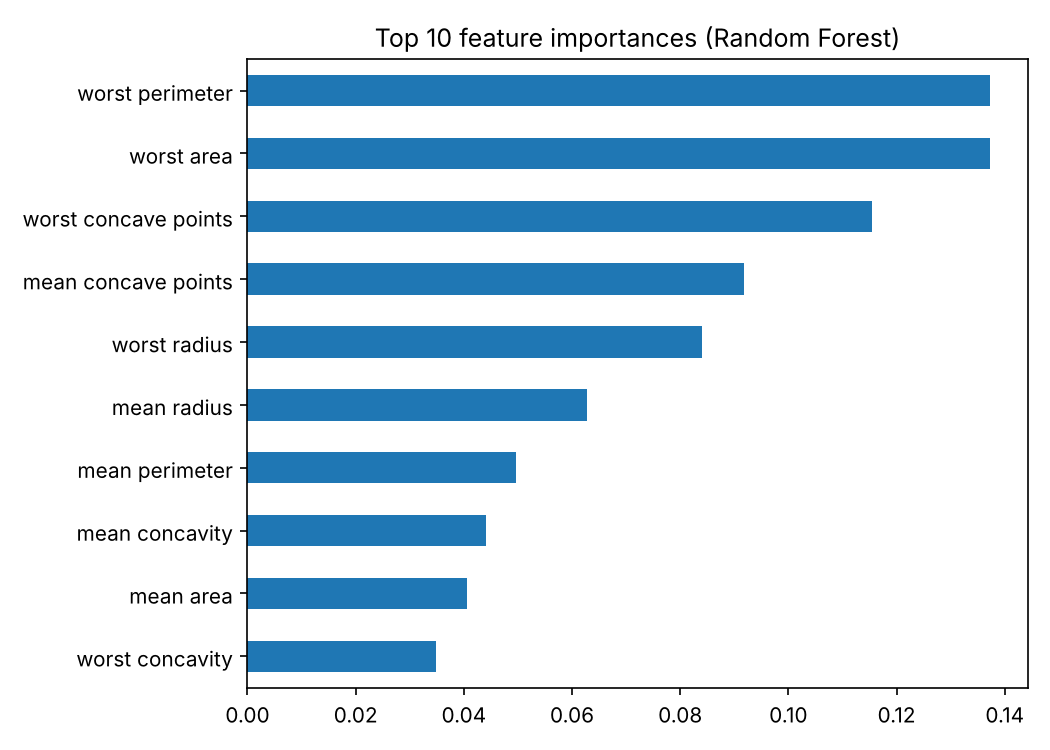 Top 10 feature importances (Random Forest)
worst perimeter
worst area
worst concave points
mean concave points
worst radius
mean radius
mean perimeter
mean concavity
mean area
worst concavity
0.00 0.02 0.04 0.06 0.08 0.10 0.12 0.14